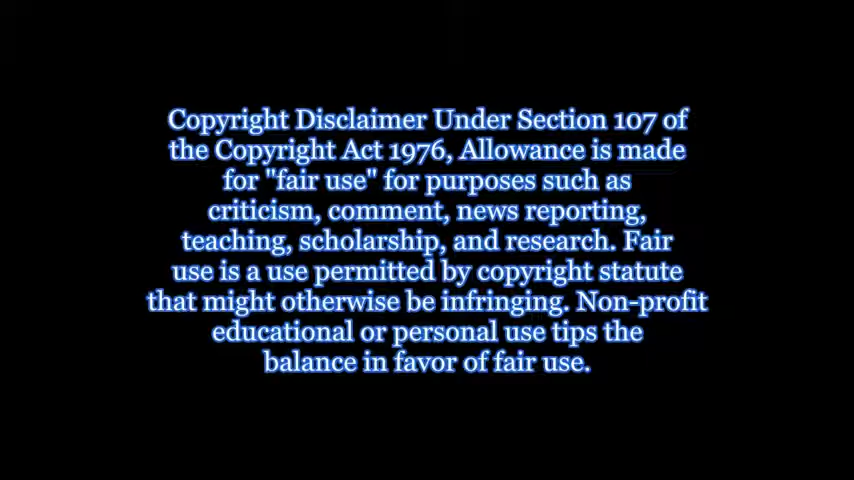 Copyright Disclaimer Under Section 107 of
the Copyright Act 1976, Allowance is made
for "fair use" for purposes such as
criticism, comment, news reporting,
teaching, scholarship, and research. Fair
use is a use permitted by copyright statute
that might otherwise be infringing. Non-profit
educational or personal use tips the
balance in favor of fair use.